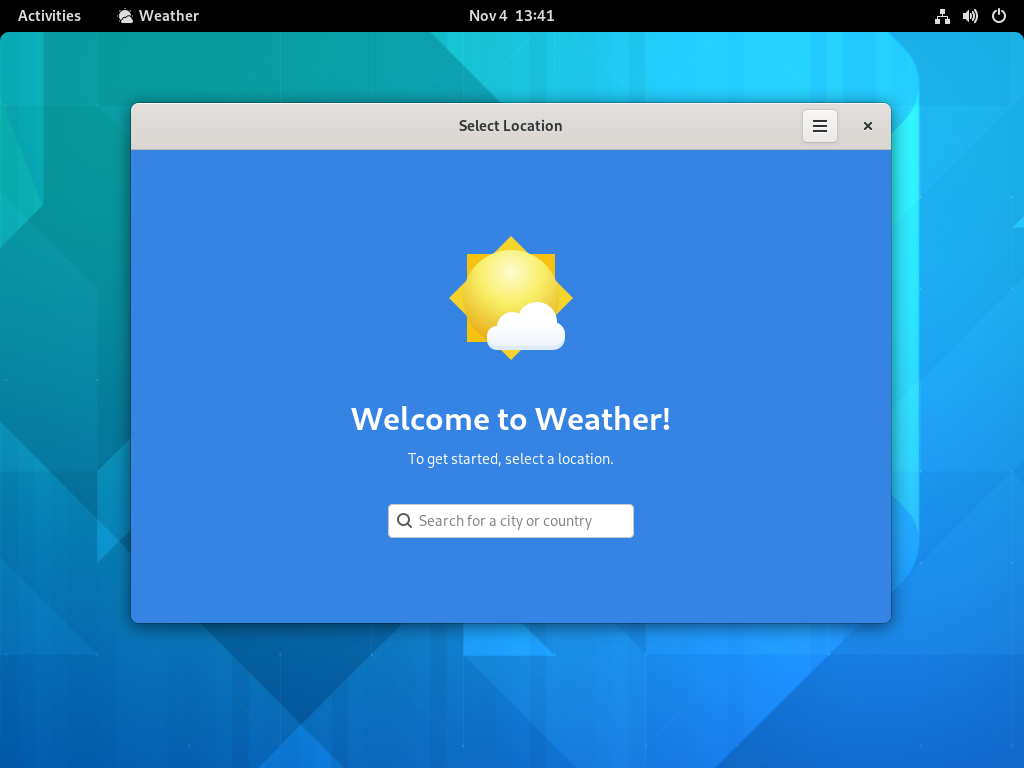 Activities Weather Nov 4 13:41
Select Location
Welcome to Weather!
To get started, select a location.
Search for a city or country